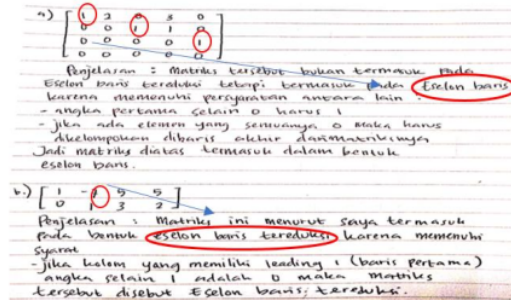 a) [ 1 2 0 3 0
0 0 1 1 0
0 0 0 0 1
0 0 0 0 0 ]
Penjelasan : Matriks tersebut bukan termasuk pada
Eselon baris tereduksi tetapi termasuk pada Eselon baris
karena memenuhi persyaratan antara lain
- angka pertama selain 0 harus 1
- jika ada elemen yang semuanya 0 maka harus
dikelompokan dibaris akhir dari matriksnya
Jadi matriks diatas termasuk dalam bentuk
eselon baris.
b.) [ 1 -1 5 5
0 1 3 2 ]
Penjelasan : Matriks ini menurut saya termasuk
Pada bentuk eselon baris tereduksi karena memenuhi
syarat
- jika kolom yang memiliki leading 1 (baris pertama)
angka selain 1 adalah 0 maka matriks
tersebut disebut Eselon baris tereduksi.